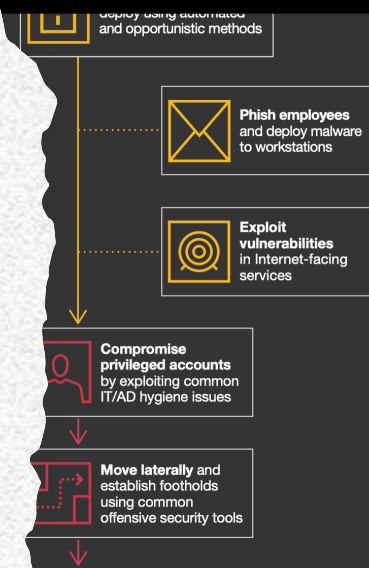 deploy using automated
and opportunistic methods
Phish employees
and deploy malware
to workstations
Exploit
vulnerabilities
in Internet-facing
services
Compromise
privileged accounts
by exploiting common
IT/AD hygiene issues
Move laterally and
establish footholds
using common
offensive security tools